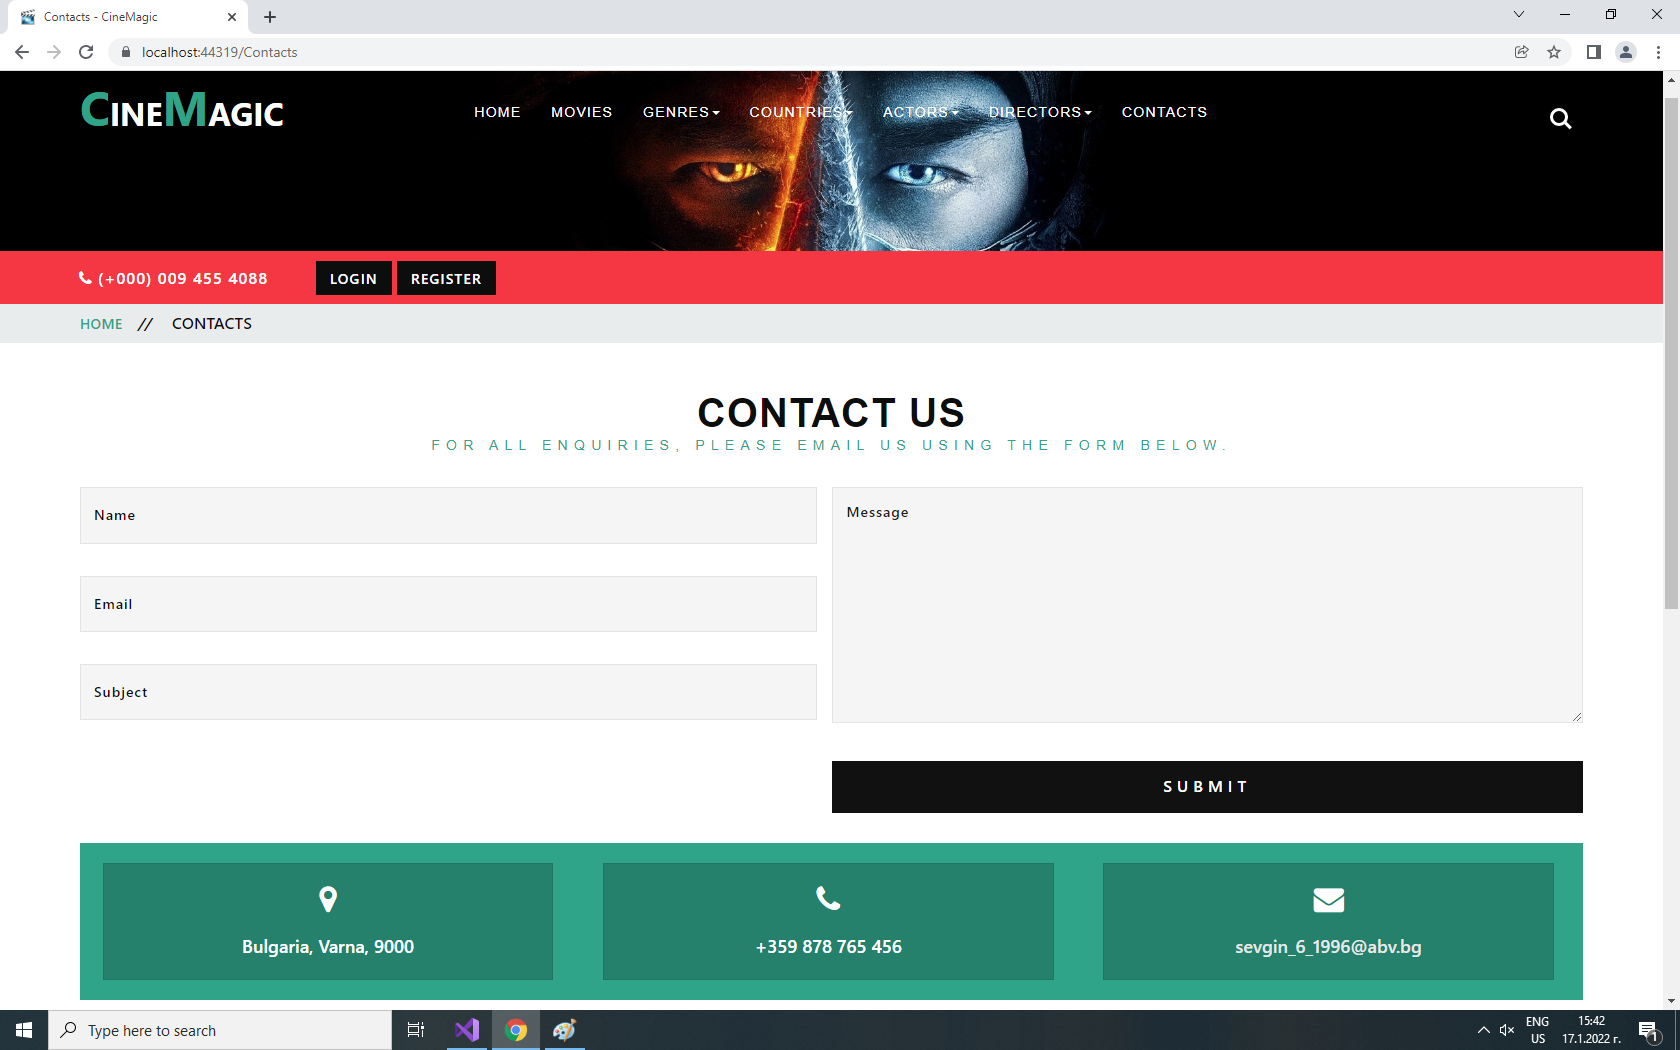 Contacts - CineMagic
localhost:44319/Contacts
CINEMAGIC
HOME MOVIES GENRES COUNTRIES ACTORS DIRECTORS CONTACTS
(+000) 009 455 4088 LOGIN REGISTER
HOME // CONTACTS
CONTACT US
FOR ALL ENQUIRIES, PLEASE EMAIL US USING THE FORM BELOW.
Name
Message
Email
Subject
SUBMIT
Bulgaria, Varna, 9000
+359 878 765 456
sevgin_6_1996@abv.bg
Type here to search
ENG
US
15:42
17.1.2022 г.
1